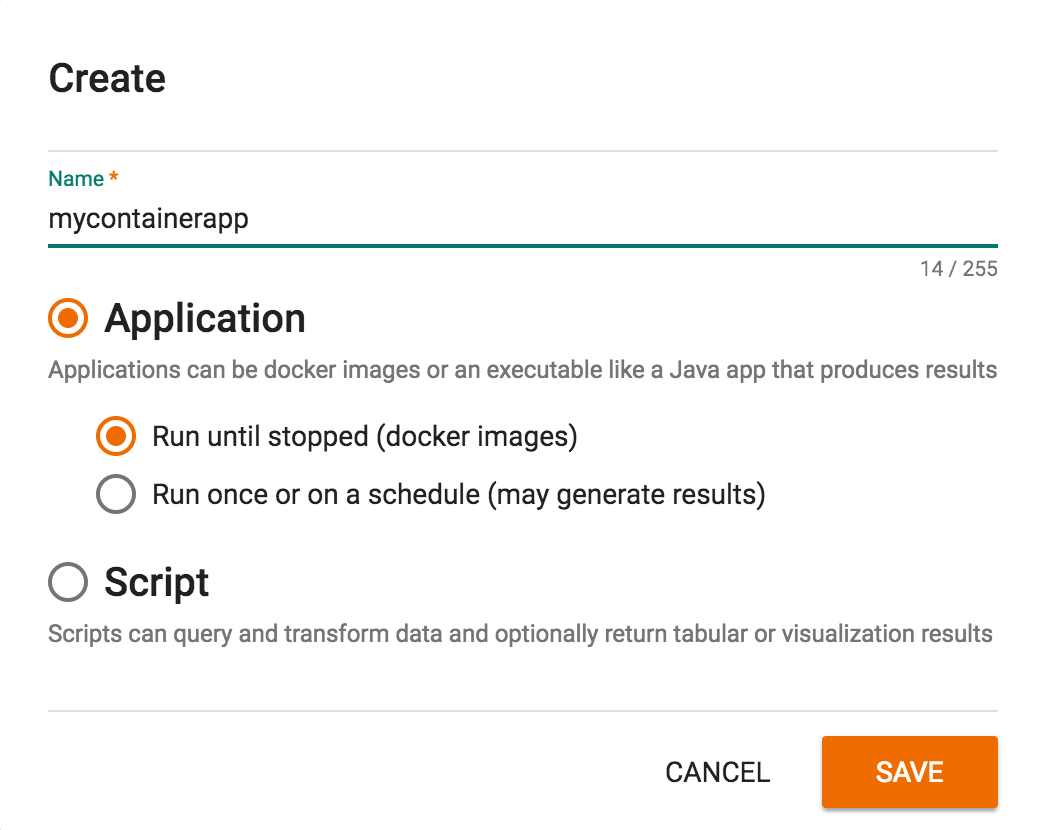 Create
Name *
mycontainerapp
14 / 255
Application
Applications can be docker images or an executable like a Java app that produces results
Run until stopped (docker images)
Run once or on a schedule (may generate results)
Script
Scripts can query and transform data and optionally return tabular or visualization results
CANCEL SAVE